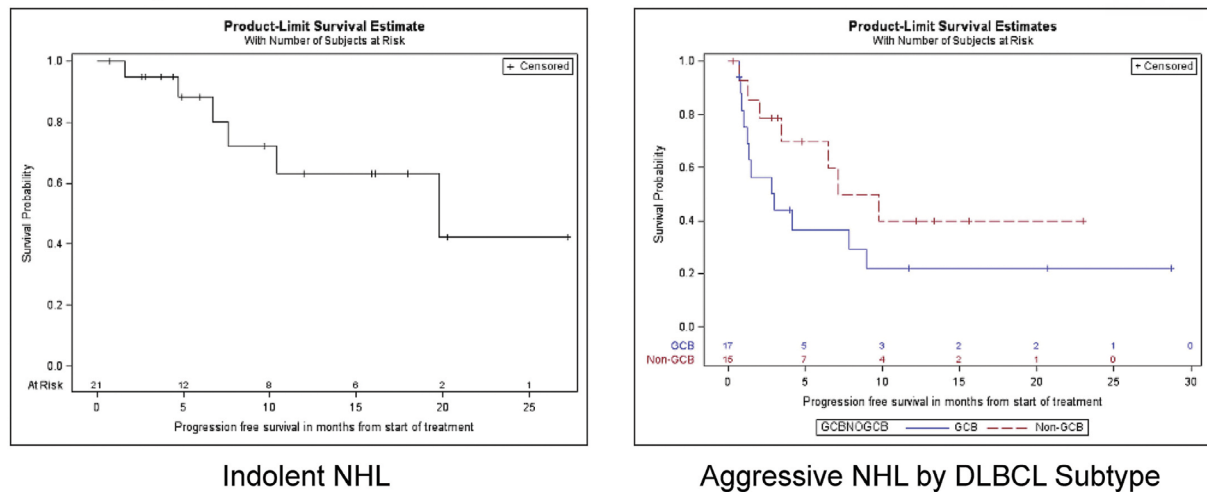 Product-Limit Survival Estimate
With Number of Subjects at Risk
+ Censored
1.0
0.8
0.6
0.4
0.2
0.0
Survival Probability
At Risk 21 12 8 6 2 1
0 5 10 15 20 25
Progression free survival in months from start of treatment
Indolent NHL
Product-Limit Survival Estimates
With Number of Subjects at Risk
+ Censored
1.0
0.8
0.6
0.4
0.2
0.0
Survival Probability
GCB 17 5 3 2 2 1 0
Non-GCB 15 7 4 2 1 0
0 5 10 15 20 25 30
Progression free survival in months from start of treatment
GCBNOGCB GCB Non-GCB
Aggressive NHL by DLBCL Subtype